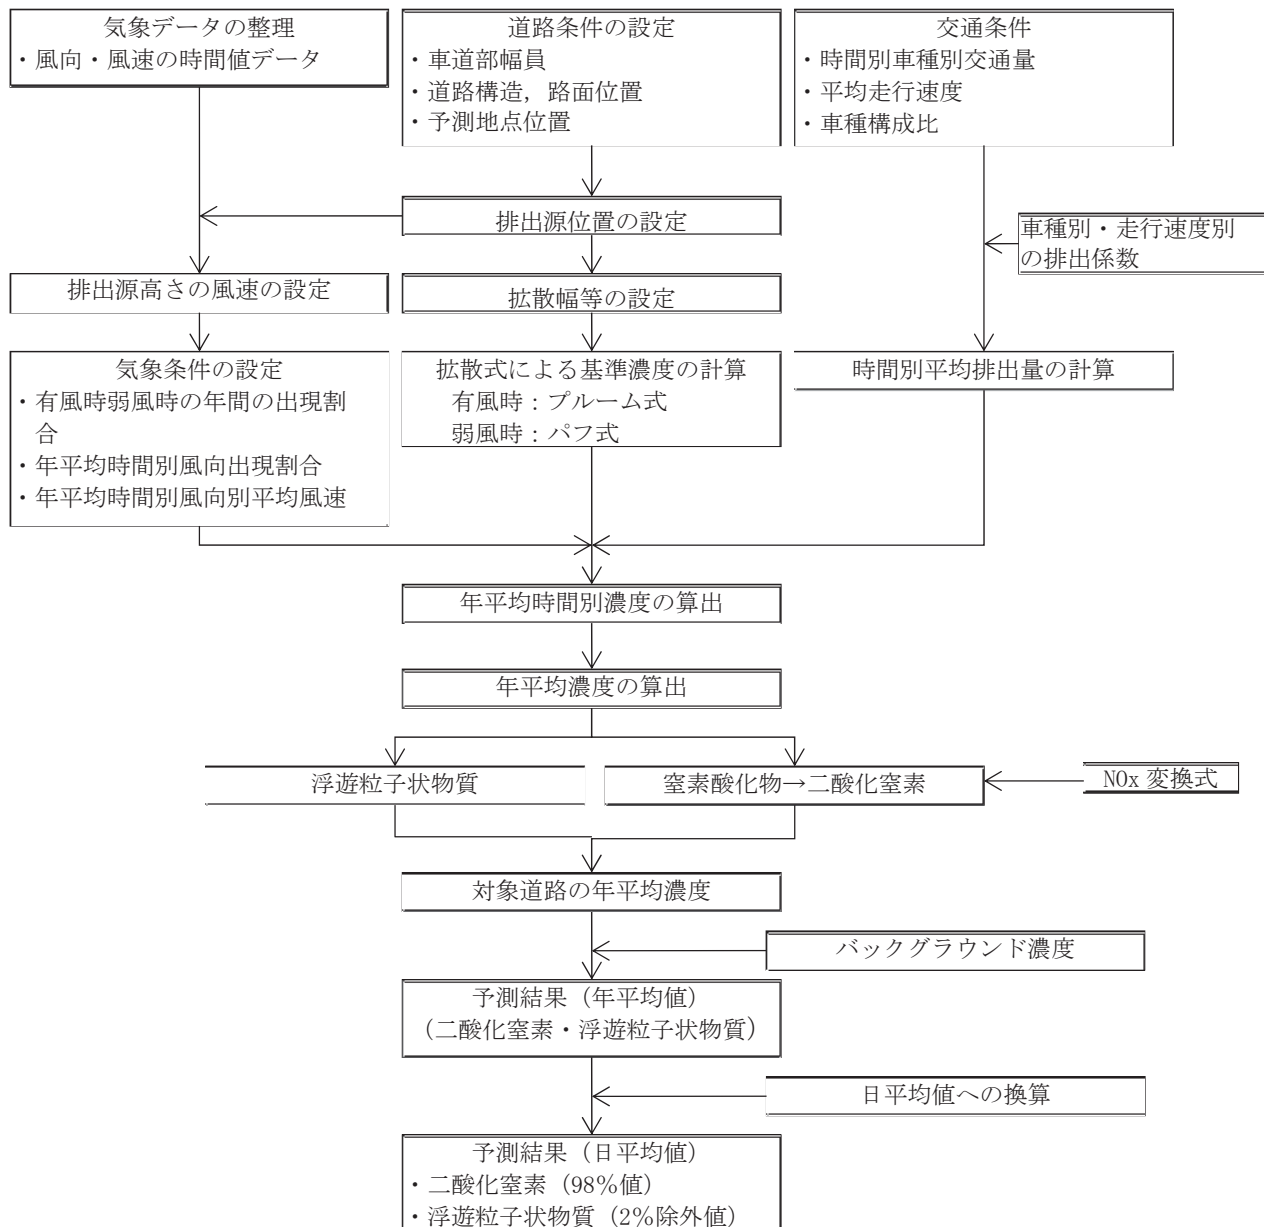 気象データの整理
・風向・風速の時間値データ
道路条件の設定
・車道部幅員
・道路構造，路面位置
・予測地点位置
交通条件
・時間別車種別交通量
・平均走行速度
・車種構成比
排出源位置の設定
車種別・走行速度別
の排出係数
排出源高さの風速の設定
拡散幅等の設定
気象条件の設定
・有風時弱風時の年間の出現割
合
・年平均時間別風向出現割合
・年平均時間別風向別平均風速
拡散式による基準濃度の計算
有風時：プルーム式
弱風時：パフ式
時間別平均排出量の計算
年平均時間別濃度の算出
年平均濃度の算出
浮遊粒子状物質
窒素酸化物→二酸化窒素
NOx 変換式
対象道路の年平均濃度
バックグラウンド濃度
予測結果（年平均値）
（二酸化窒素・浮遊粒子状物質）
日平均値への換算
予測結果（日平均値）
・二酸化窒素（98％値）
・浮遊粒子状物質（2％除外値）